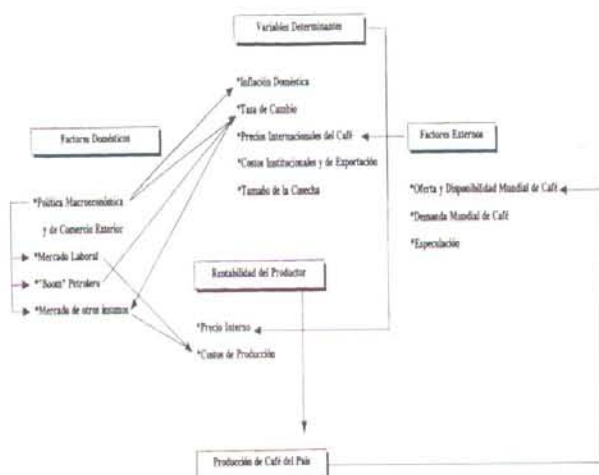 Variables Determinantes
*Inflación Doméstica
*Tasa de Cambio
*Precios Internacionales del Café
*Costos Institucionales y de Exportación
*Tamaño de la Cosecha
Factores Domésticos
*Política Macroeconómica
y de Comercio Exterior
*Mercado Laboral
*"Boom" Petrolero
*Mercado de otros insumos
Factores Externos
*Oferta y Disponibilidad Mundial de Café
*Demanda Mundial de Café
*Especulación
Rentabilidad del Productor
*Precio Interno
*Costos de Producción
Producción de Café del País